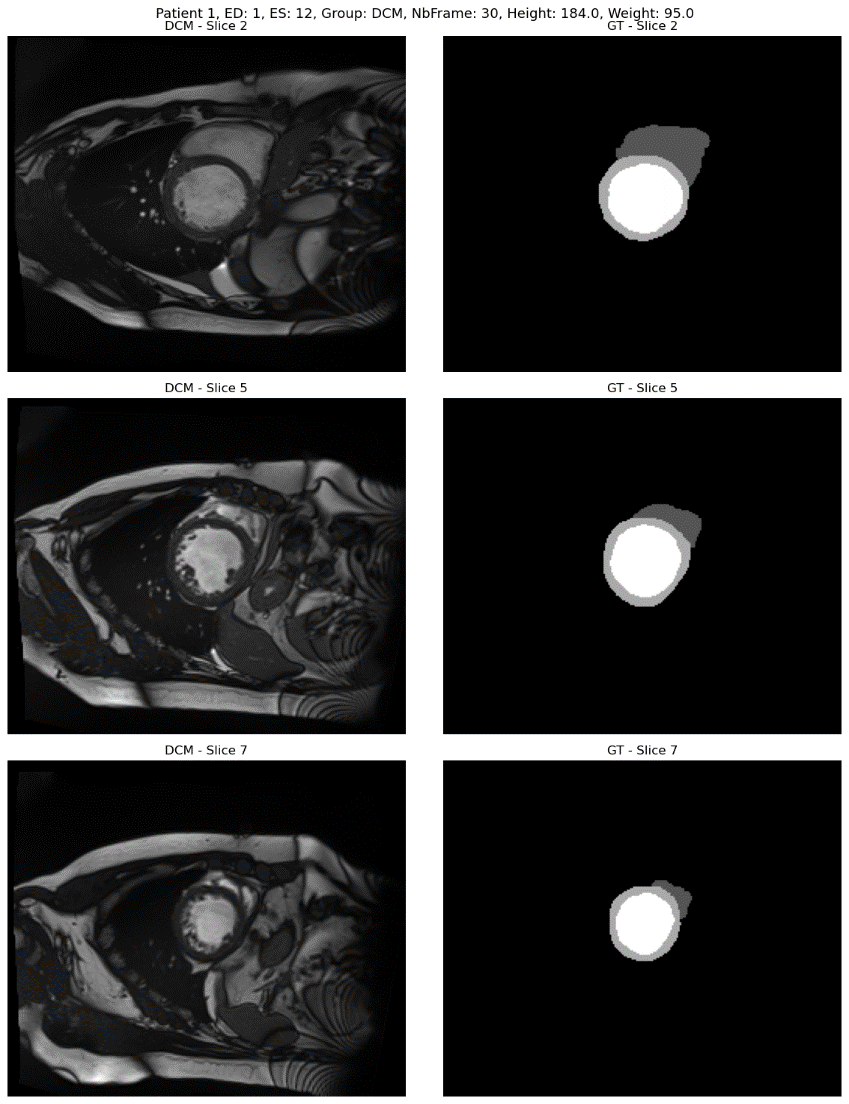 Patient 1, ED: 1, ES: 12, Group: DCM, NbFrame: 30, Height: 184.0, Weight: 95.0
DCM - Slice 2
GT - Slice 2
DCM - Slice 5
GT - Slice 5
DCM - Slice 7
GT - Slice 7